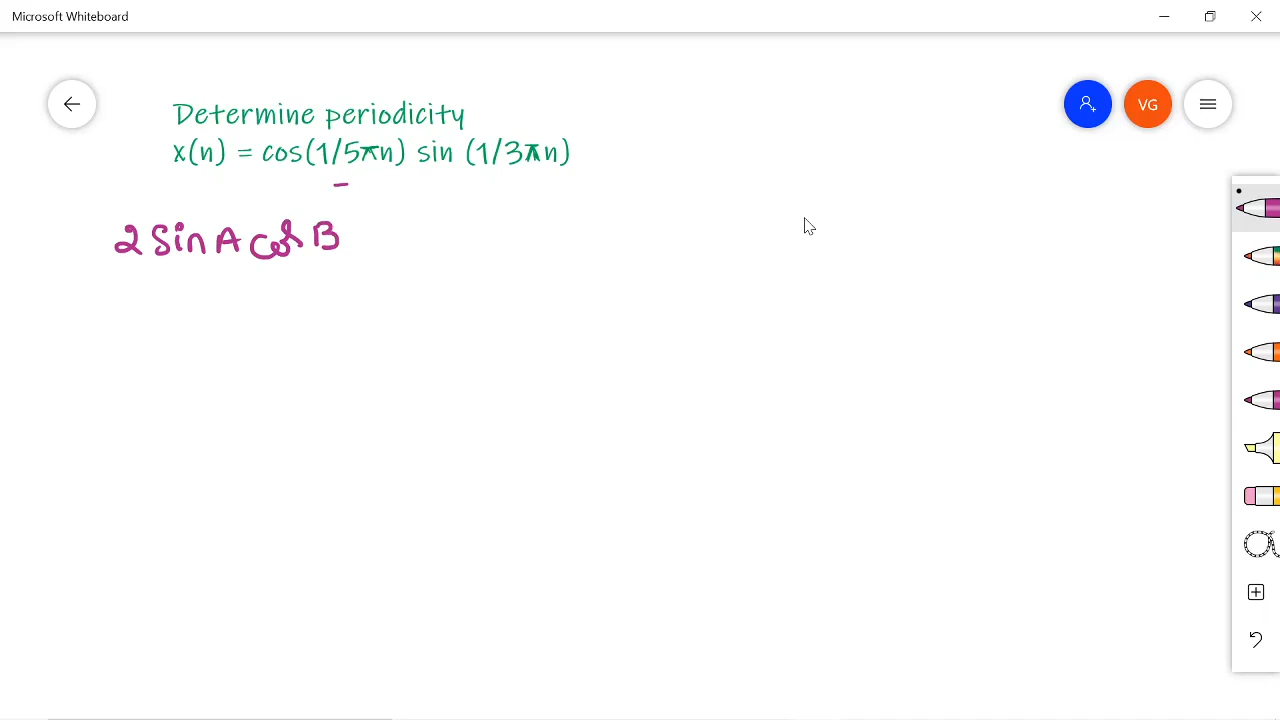 Microsoft Whiteboard
Determine periodicity
VG
x(n) = cos(1/5πn) sin (1/3πn)
2 Sin A Cos B